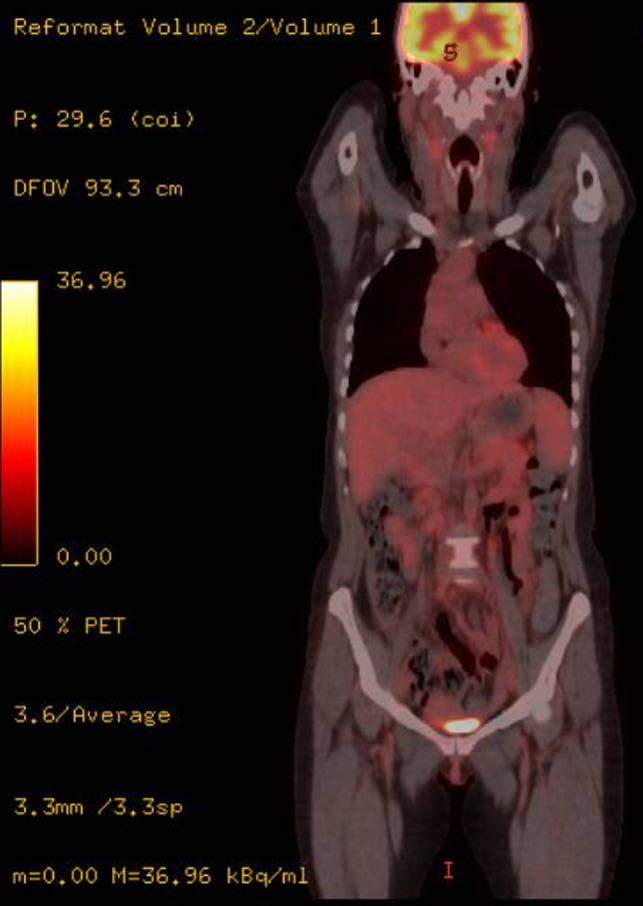 Reformat Volume 2/Volume 1
S
P: 29.6 (coi)
DFOV 93.3 cm
36.96
0.00
50 % PET
3.6/Average
3.3mm /3.3sp
m=0.00 M=36.96 kBq/ml
I